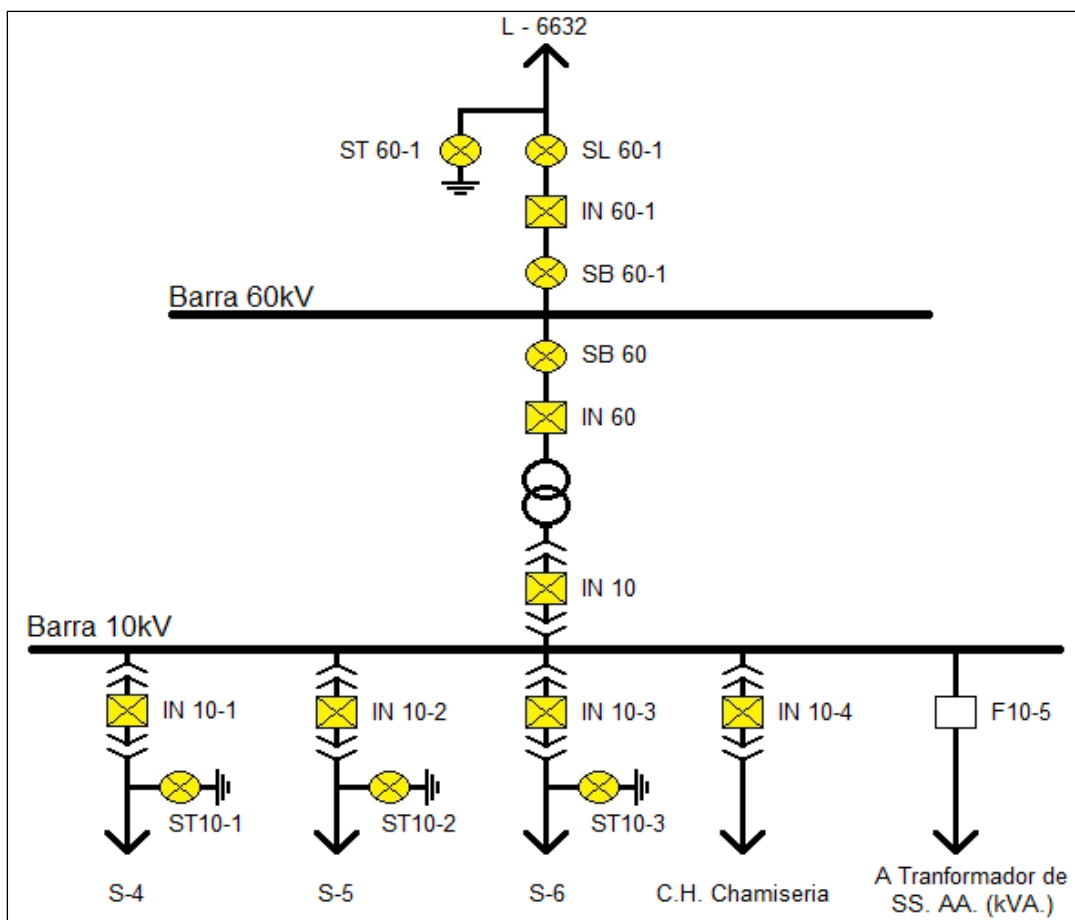 L - 6632
ST 60-1
SL 60-1
IN 60-1
SB 60-1
Barra 60kV
SB 60
IN 60
IN 10
Barra 10kV
IN 10-1
IN 10-2
IN 10-3
IN 10-4
F10-5
ST10-1
ST10-2
ST10-3
S-4
S-5
S-6
C.H. Chamiseria
A Tranformador de
SS. AA. (kVA.)